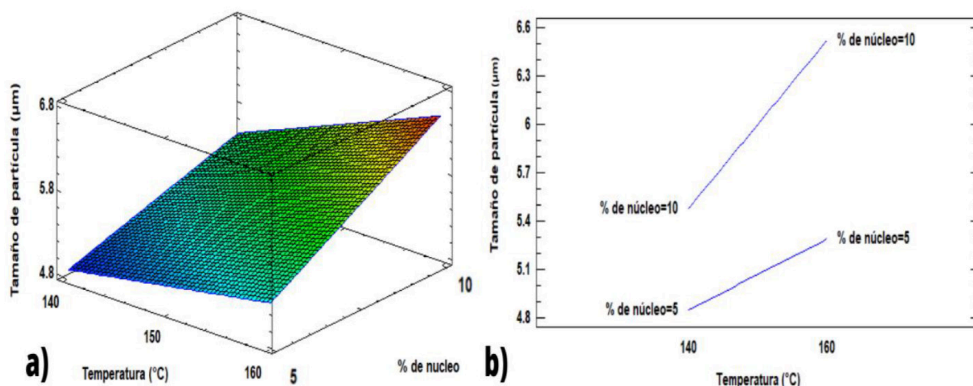 Tamaño de partícula (µm)
6.8
5.8
4.8
140
150
160
Temperatura (°C)
5
10
% de nucleo
a)
Tamaño de partícula (µm)
6.6
6.3
6
5.7
5.4
5.1
4.8
% de núcleo=10
% de núcleo=10
% de núcleo=5
% de núcleo=5
140
160
Temperatura (°C)
b)